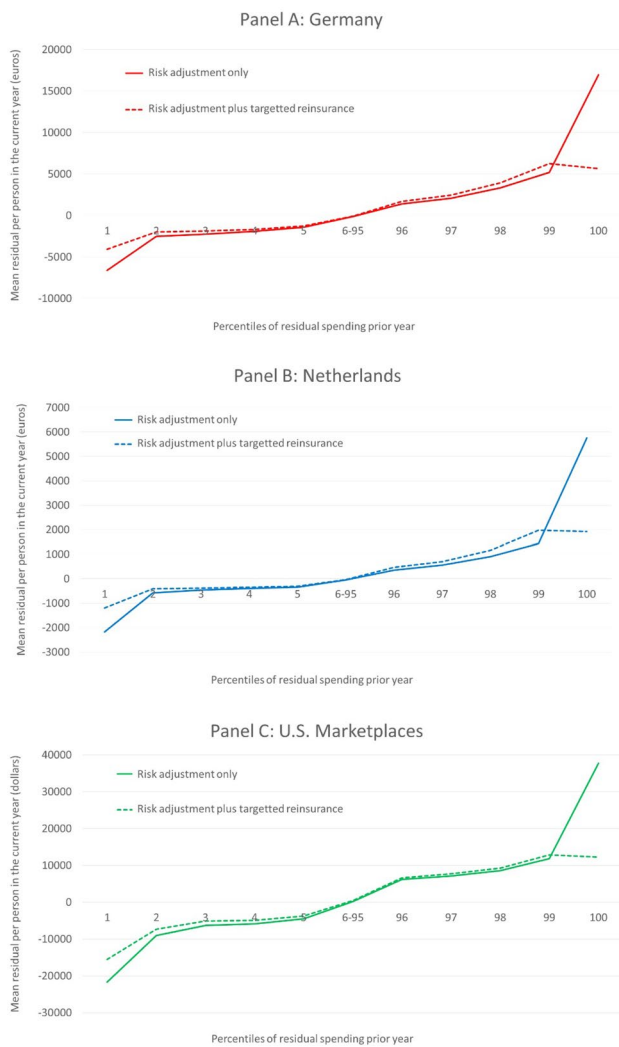 Panel A: Germany
Mean residual per person in the current year (euros)
20000
15000
10000
5000
0
-5000
-10000
Risk adjustment only
Risk adjustment plus targetted reinsurance
1 2 3 4 5 6-95 96 97 98 99 100
Percentiles of residual spending prior year
Panel B: Netherlands
Mean residual per person in the current year (euros)
7000
6000
5000
4000
3000
2000
1000
0
-1000
-2000
-3000
Risk adjustment only
Risk adjustment plus targetted reinsurance
1 2 3 4 5 6-95 96 97 98 99 100
Percentiles of residual spending prior year
Panel C: U.S. Marketplaces
Mean residual per person in the current year (dollars)
40000
30000
20000
10000
0
-10000
-20000
-30000
Risk adjustment only
Risk adjustment plus targetted reinsurance
1 2 3 4 5 6-95 96 97 98 99 100
Percentiles of residual spending prior year